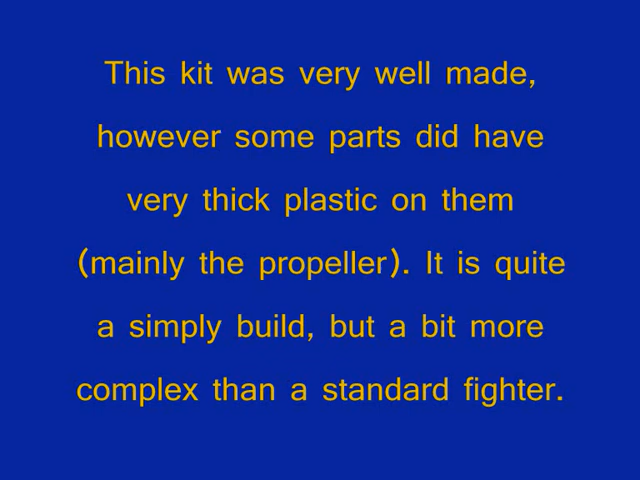 This kit was very well made,
however some parts did have
very thick plastic on them
(mainly the propeller). It is quite
a simply build, but a bit more
complex than a standard fighter.